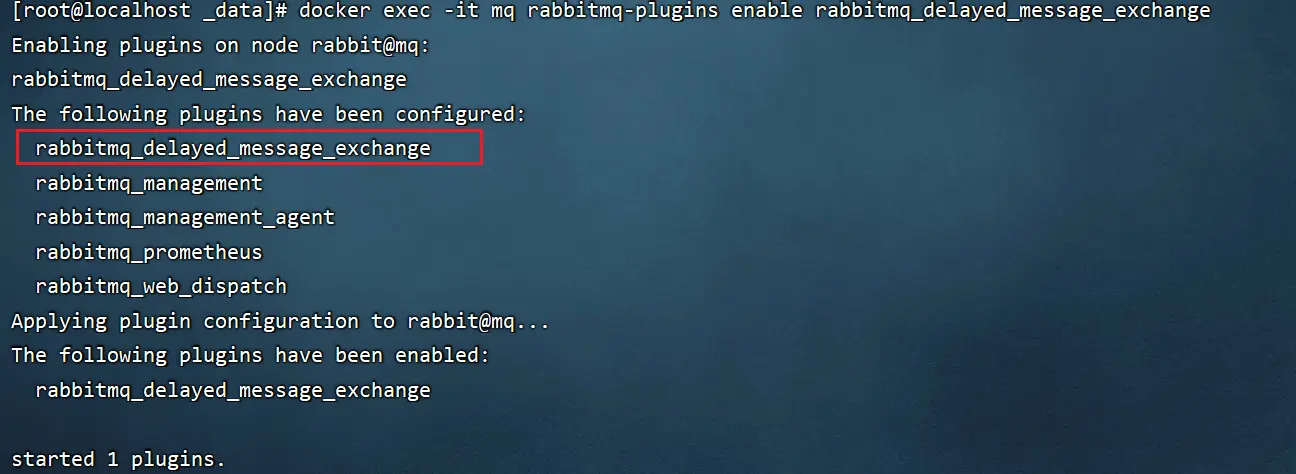 [root@localhost _data]# docker exec -it mq rabbitmq-plugins enable rabbitmq_delayed_message_exchange
Enabling plugins on node rabbit@mq:
rabbitmq_delayed_message_exchange
The following plugins have been configured:
  rabbitmq_delayed_message_exchange
  rabbitmq_management
  rabbitmq_management_agent
  rabbitmq_prometheus
  rabbitmq_web_dispatch
Applying plugin configuration to rabbit@mq...
The following plugins have been enabled:
  rabbitmq_delayed_message_exchange
started 1 plugins.